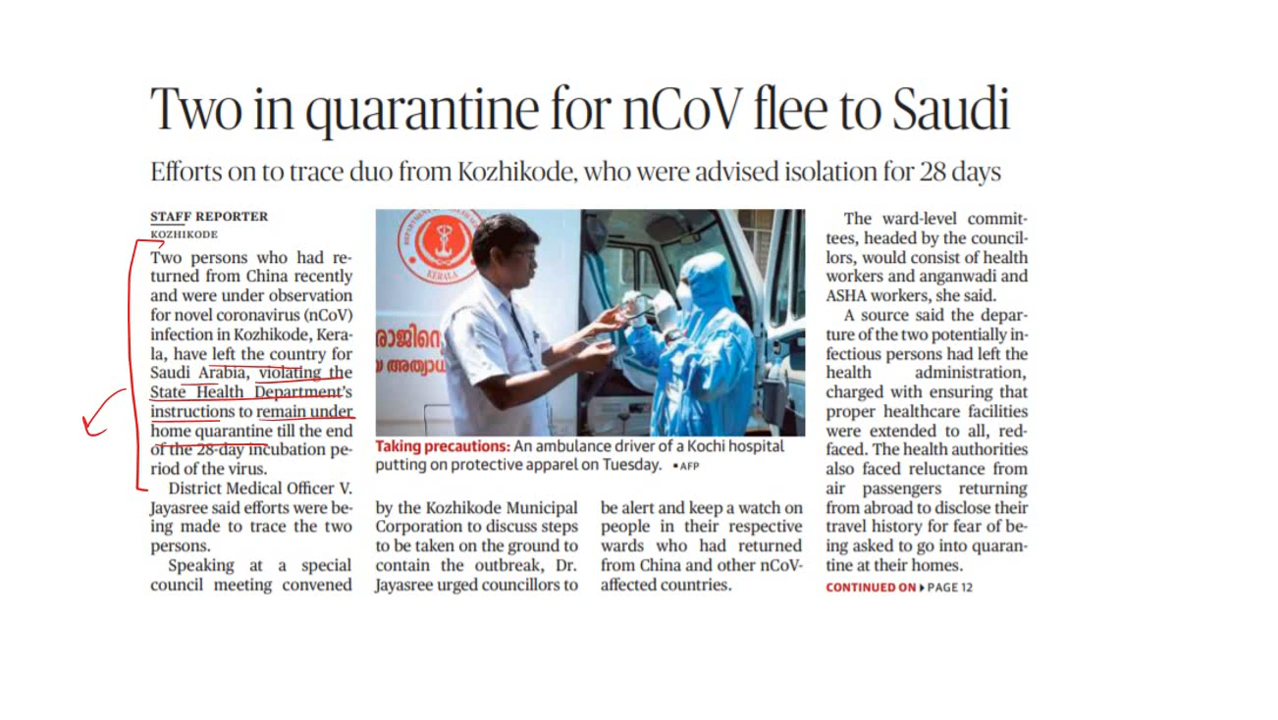 Two in quarantine for nCoV flee to Saudi
Efforts on to trace duo from Kozhikode, who were advised isolation for 28 days
STAFF REPORTER
KOZHIKODE
Two persons who had re-
turned from China recently
and were under observation
for novel coronavirus (nCoV)
infection in Kozhikode, Kera-
la, have left the country for
Saudi Arabia, violating the
State Health Department's
instructions to remain under
home quarantine till the end
of the 28-day incubation pe-
riod of the virus.
District Medical Officer V.
Jayasree said efforts were be-
ing made to trace the two
persons.
Speaking at a special
council meeting convened
KERALA
Taking precautions: An ambulance driver of a Kochi hospital
putting on protective apparel on Tuesday. ▪AFP
by the Kozhikode Municipal
Corporation to discuss steps
to be taken on the ground to
contain the outbreak, Dr.
Jayasree urged councillors to
be alert and keep a watch on
people in their respective
wards who had returned
from China and other nCoV-
affected countries.
The ward-level commit-
tees, headed by the council-
lors, would consist of health
workers and anganwadi and
ASHA workers, she said.
A source said the depar-
ture of the two potentially in-
fectious persons had left the
health administration,
charged with ensuring that
proper healthcare facilities
were extended to all, red-
faced. The health authorities
also faced reluctance from
air passengers returning
from abroad to disclose their
travel history for fear of be-
ing asked to go into quaran-
tine at their homes.
CONTINUED ON ▸ PAGE 12